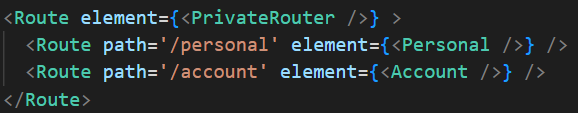 <Route element={<PrivateRouter />} >
  <Route path='/personal' element={<Personal />} />
  <Route path='/account' element={<Account />} />
</Route>